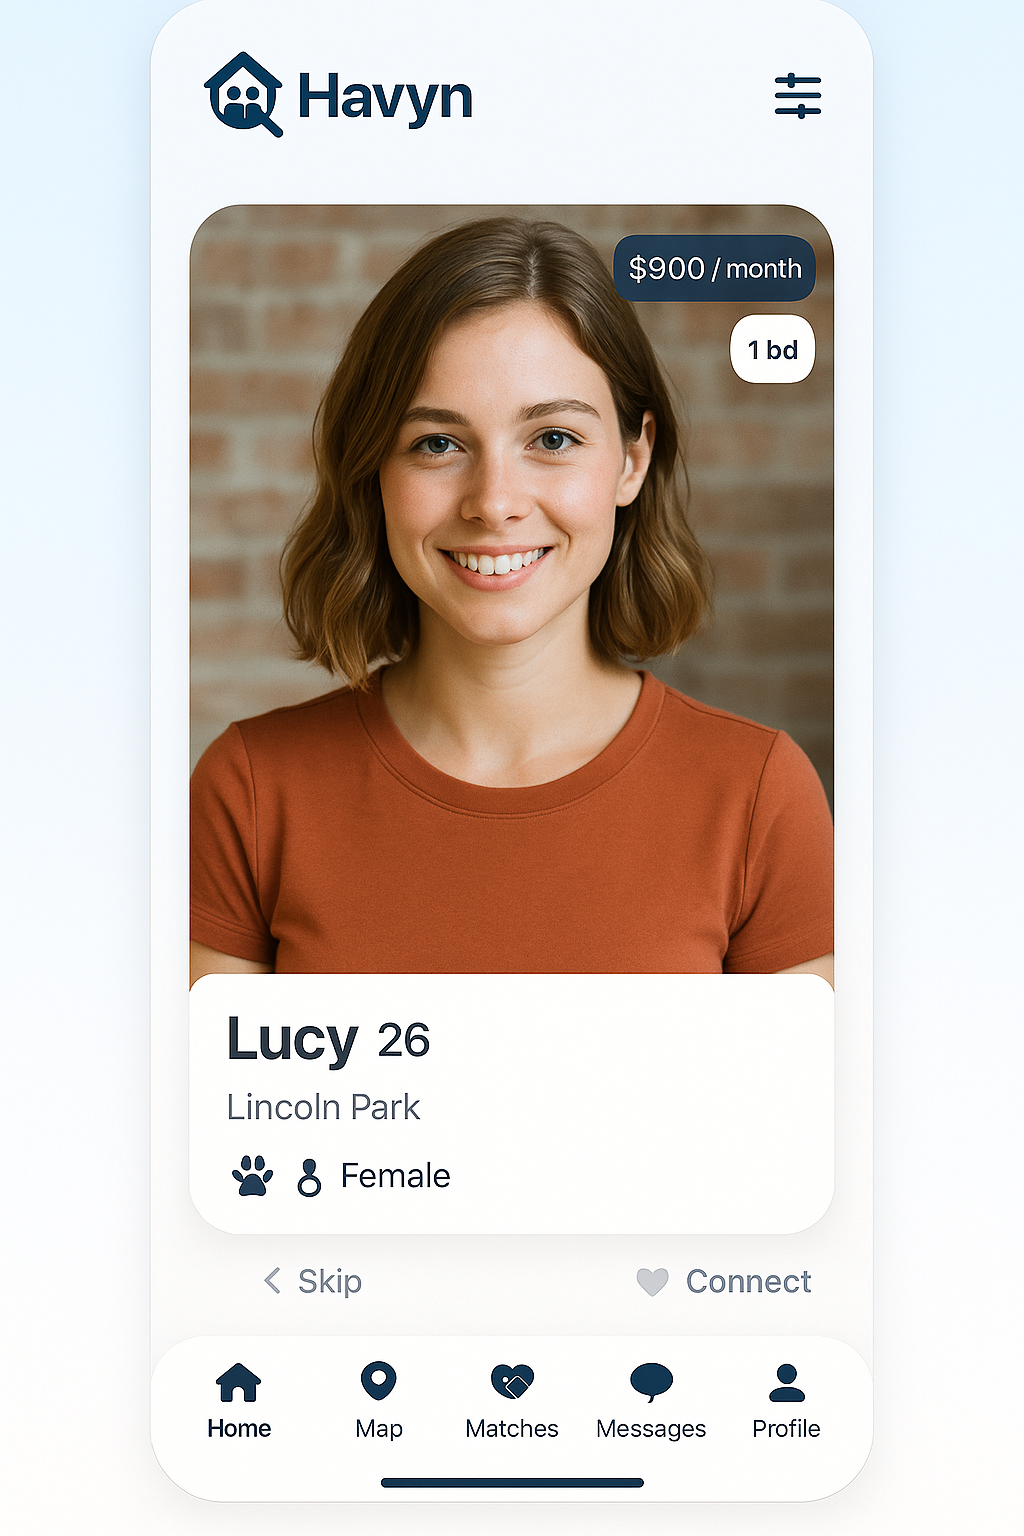 Havyn
$900 / month
1 bd
Lucy 26
Lincoln Park
Female
Skip
Connect
Home
Map
Matches
Messages
Profile